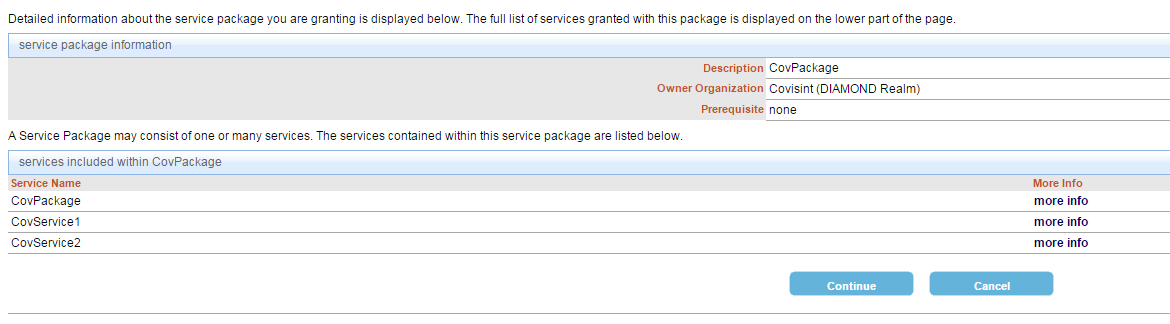 Detailed information about the service package you are granting is displayed below. The full list of services granted with this package is displayed on the lower part of the page.
service package information
Description CovPackage
Owner Organization Covisint (DIAMOND Realm)
Prerequisite none
A Service Package may consist of one or many services. The services contained within this service package are listed below.
services included within CovPackage
Service Name More Info
CovPackage more info
CovService1 more info
CovService2 more info
Continue Cancel